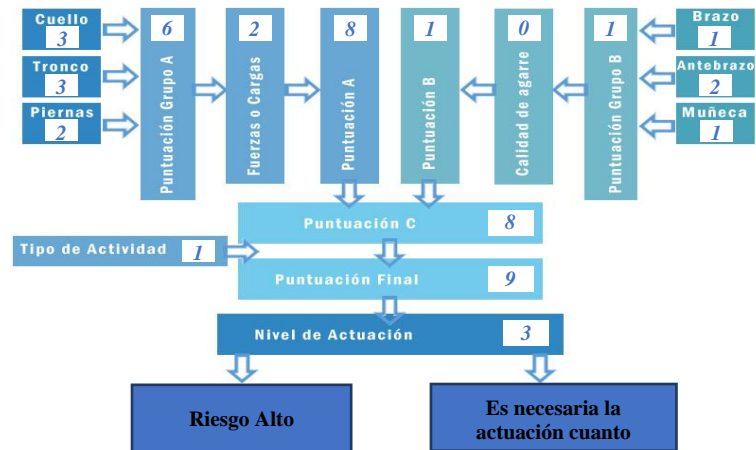 Cuello
3
Tronco
3
Piernas
2
Puntuación Grupo A
6
Fuerzas o Cargas
2
Puntuación A
8
Puntuación B
1
Calidad de agarre
0
Puntuación Grupo B
1
Brazo
1
Antebrazo
2
Muñeca
1
Puntuación C
8
Tipo de Actividad
1
Puntuación Final
9
Nivel de Actuación
3
Riesgo Alto
Es necesaria la
actuación cuanto